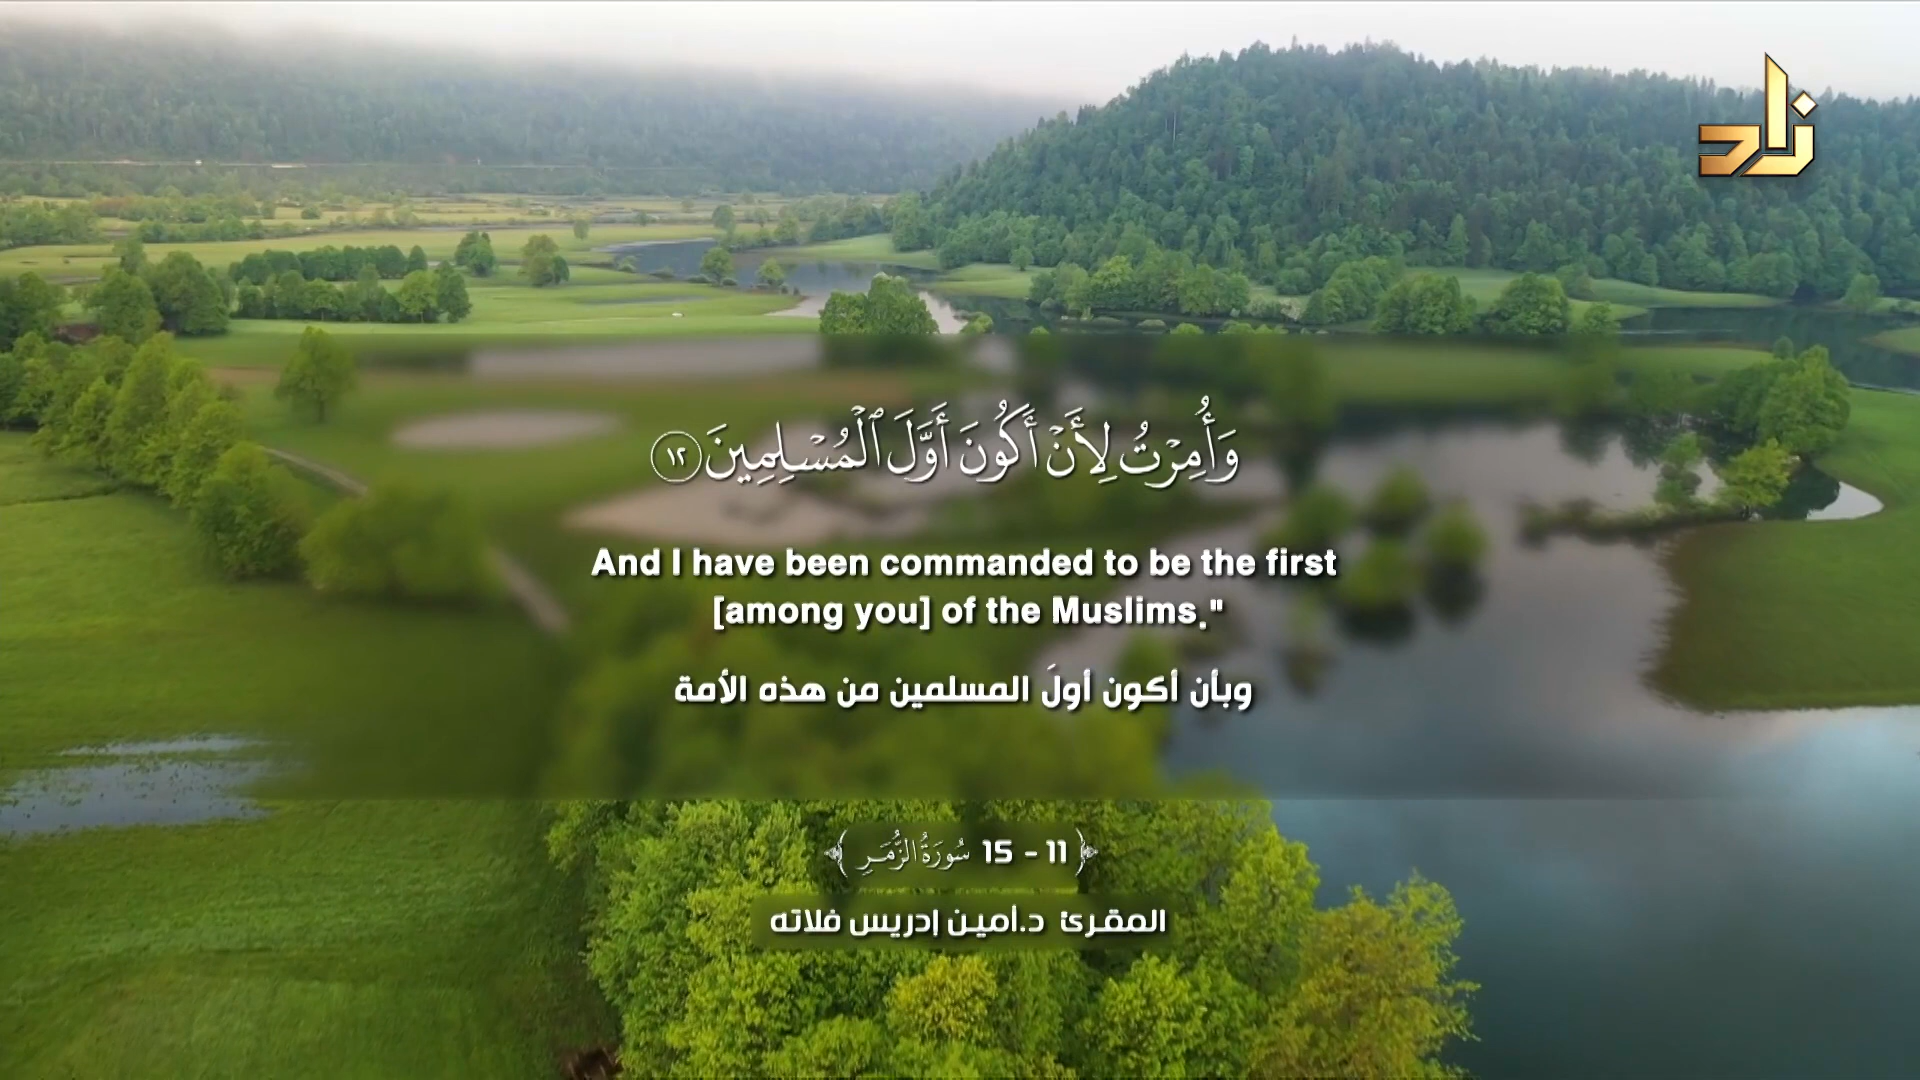 زاد
وَأُمِرۡتُ لِأَنۡ أَكُونَ أَوَّلَ ٱلۡمُسۡلِمِينَ ١٢
And I have been commanded to be the first
[among you] of the Muslims."
وبأن أكون أولَ المسلمين من هذه الأمة
11 - 15 سُورَةُ الزُّمَرِ
المقرئ د.أمين إدريس فلاته